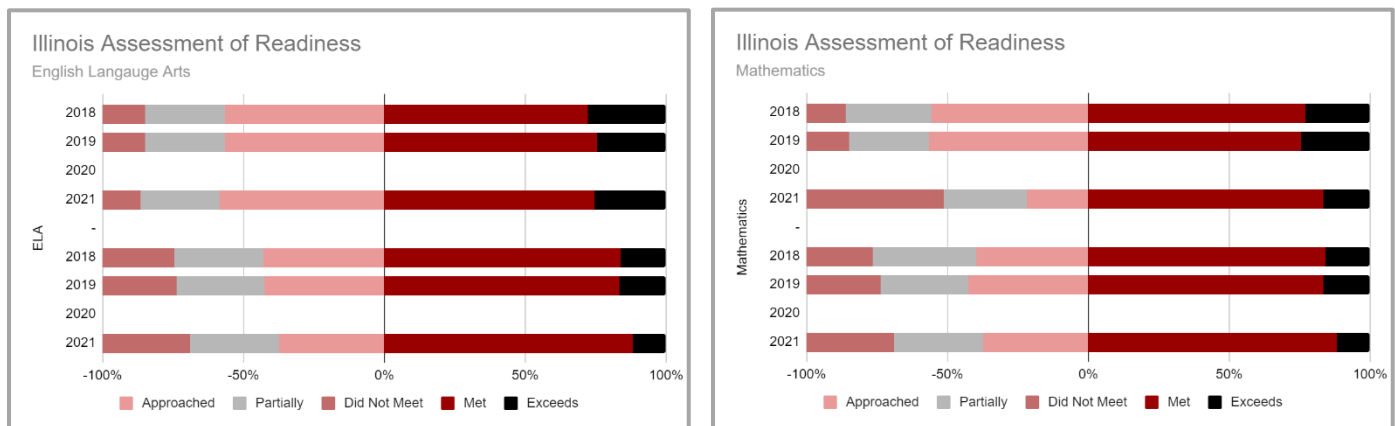 Illinois Assessment of Readiness
English Langauge Arts
ELA
2018
2019
2020
2021
-
2018
2019
2020
2021
-100% -50% 0% 50% 100%
Approached Partially Did Not Meet Met Exceeds
Illinois Assessment of Readiness
Mathematics
Mathematics
2018
2019
2020
2021
-
2018
2019
2020
2021
-100% -50% 0% 50% 100%
Approached Partially Did Not Meet Met Exceeds